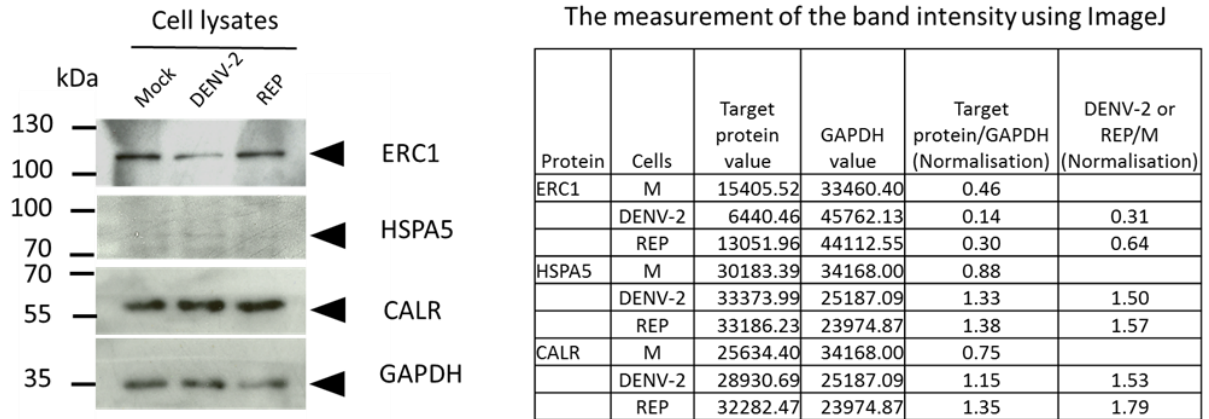 Cell lysates
kDa
Mock
DENV-2
REP
130
100
ERC1
100
70
HSPA5
70
55
CALR
35
GAPDH
The measurement of the band intensity using ImageJ
Protein Cells Target protein value GAPDH value Target protein/GAPDH (Normalisation) DENV-2 or REP/M (Normalisation)
ERC1 M 15405.52 33460.40 0.46
DENV-2 6440.46 45762.13 0.14 0.31
REP 13051.96 44112.55 0.30 0.64
HSPA5 M 30183.39 34168.00 0.88
DENV-2 33373.99 25187.09 1.33 1.50
REP 33186.23 23974.87 1.38 1.57
CALR M 25634.40 34168.00 0.75
DENV-2 28930.69 25187.09 1.15 1.53
REP 32282.47 23974.87 1.35 1.79